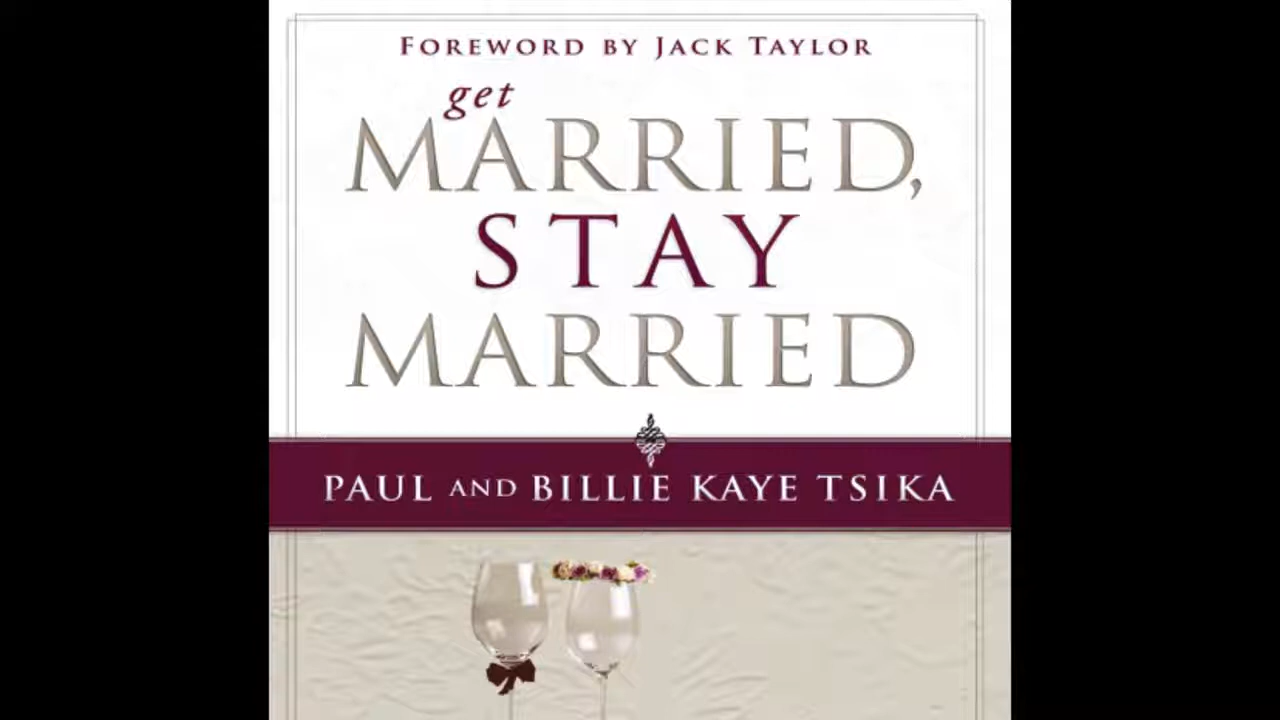 FOREWORD BY JACK TAYLOR
get
MARRIED,
STAY
MARRIED
PAUL AND BILLIE KAYE TSIKA